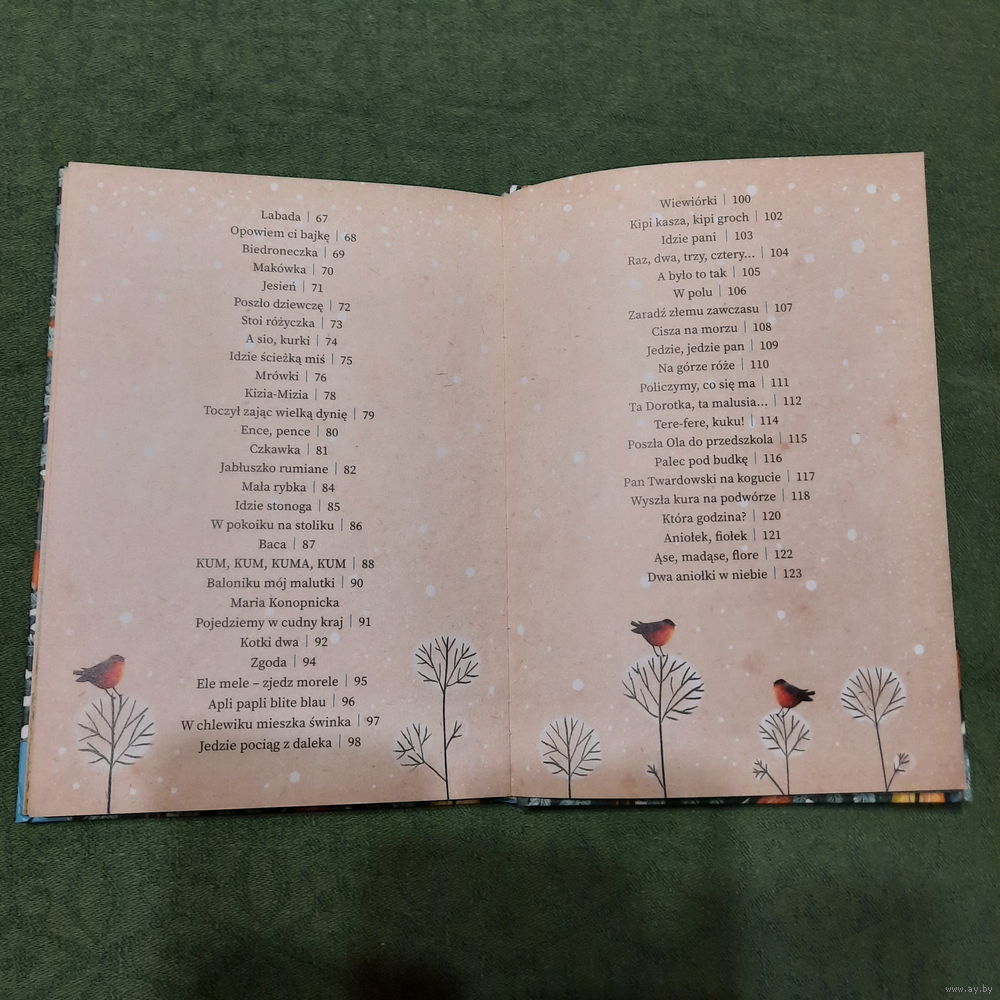 Labada | 67
Opowiem ci bajkę | 68
Biedroneczka | 69
Makówka | 70
Jesień | 71
Poszło dziewczę | 72
Stoi różyczka | 73
A sio, kurki | 74
Idzie ścieżką miś | 75
Mrówki | 76
Kizia-Mizia | 78
Toczył zając wielką dynię | 79
Ence, pence | 80
Czkawka | 81
Jabłuszko rumiane | 82
Mała rybka | 84
Idzie stonoga | 85
W pokoiku na stoliku | 86
Baca | 87
KUM, KUM, KUMA, KUM | 88
Baloniku mój malutki | 90
Maria Konopnicka
Pojedziemy w cudny kraj | 91
Kotki dwa | 92
Zgoda | 94
Ele mele – zjedz morele | 95
Apli papli blite blau | 96
W chlewiku mieszka świnka | 97
Jedzie pociąg z daleka | 98
Wiewiórki | 100
Kipi kasza, kipi groch | 102
Idzie pani | 103
Raz, dwa, trzy, cztery... | 104
A było to tak | 105
W polu | 106
Zaradź złemu zawczasu | 107
Cisza na morzu | 108
Jedzie, jedzie pan | 109
Na górze róże | 110
Policzymy, co się ma | 111
Ta Dorotka, ta malusia... | 112
Tere-fere, kuku! | 114
Poszła Ola do przedszkola | 115
Palec pod budkę | 116
Pan Twardowski na kogucie | 117
Wyszła kura na podwórze | 118
Która godzina? | 120
Aniołek, fiołek | 121
Ąse, madąse, flore | 122
Dwa aniołki w niebie | 123
www.ay.by